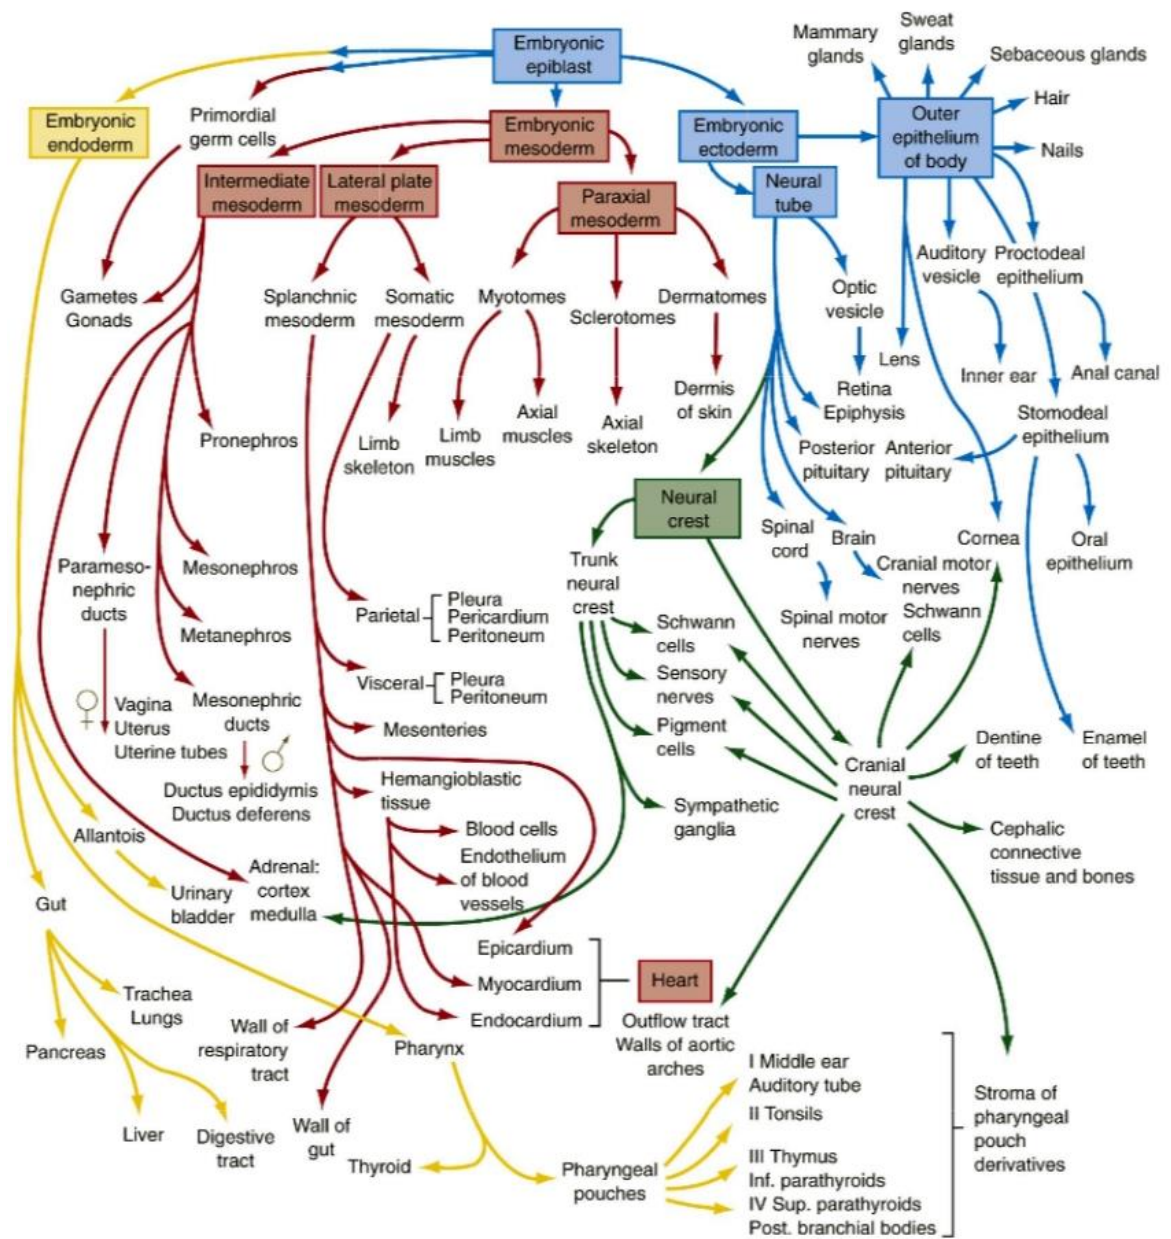 Embryonic
epiblast
Mammary
glands
Sweat
glands
Sebaceous glands
Hair
Nails
Outer
epithelium
of body
Embryonic
endoderm
Primordial
germ cells
Embryonic
mesoderm
Embryonic
ectoderm
Intermediate
mesoderm
Lateral plate
mesoderm
Paraxial
mesoderm
Neural
tube
Gametes
Gonads
Splanchnic
mesoderm
Somatic
mesoderm
Myotomes
Sclerotomes
Dermatomes
Optic
vesicle
Auditory
vesicle
Proctodeal
epithelium
Lens
Inner ear
Anal canal
Pronephros
Limb
skeleton
Limb
muscles
Axial
muscles
Axial
skeleton
Dermis
of skin
Retina
Epiphysis
Posterior
pituitary
Anterior
pituitary
Stomodeal
epithelium
Neural
crest
Spinal
cord
Brain
Cornea
Oral
epithelium
Cranial motor
nerves
Schwann
cells
Spinal motor
nerves
Parameso-
nephric
ducts
Mesonephros
Metanephros
Trunk
neural
crest
Parietal
Pleura
Pericardium
Peritoneum
Schwann
cells
Sensory
nerves
Pigment
cells
Visceral
Pleura
Peritoneum
Mesenteries
♀
Vagina
Uterus
Uterine tubes
Mesonephric
ducts
♂
Ductus epididymis
Ductus deferens
Hemangioblastic
tissue
Blood cells
Endothelium
of blood
vessels
Sympathetic
ganglia
Cranial
neural
crest
Dentine
of teeth
Enamel
of teeth
Cephalic
connective
tissue and bones
Allantois
Gut
Urinary
bladder
Adrenal:
cortex
medulla
Epicardium
Myocardium
Endocardium
Heart
Outflow tract
Walls of aortic
arches
Trachea
Lungs
Pancreas
Liver
Digestive
tract
Wall of
respiratory
tract
Wall of
gut
Pharynx
Thyroid
Pharyngeal
pouches
I Middle ear
Auditory tube
II Tonsils
III Thymus
Inf. parathyroids
IV Sup. parathyroids
Post. branchial bodies
Stroma of
pharyngeal
pouch
derivatives